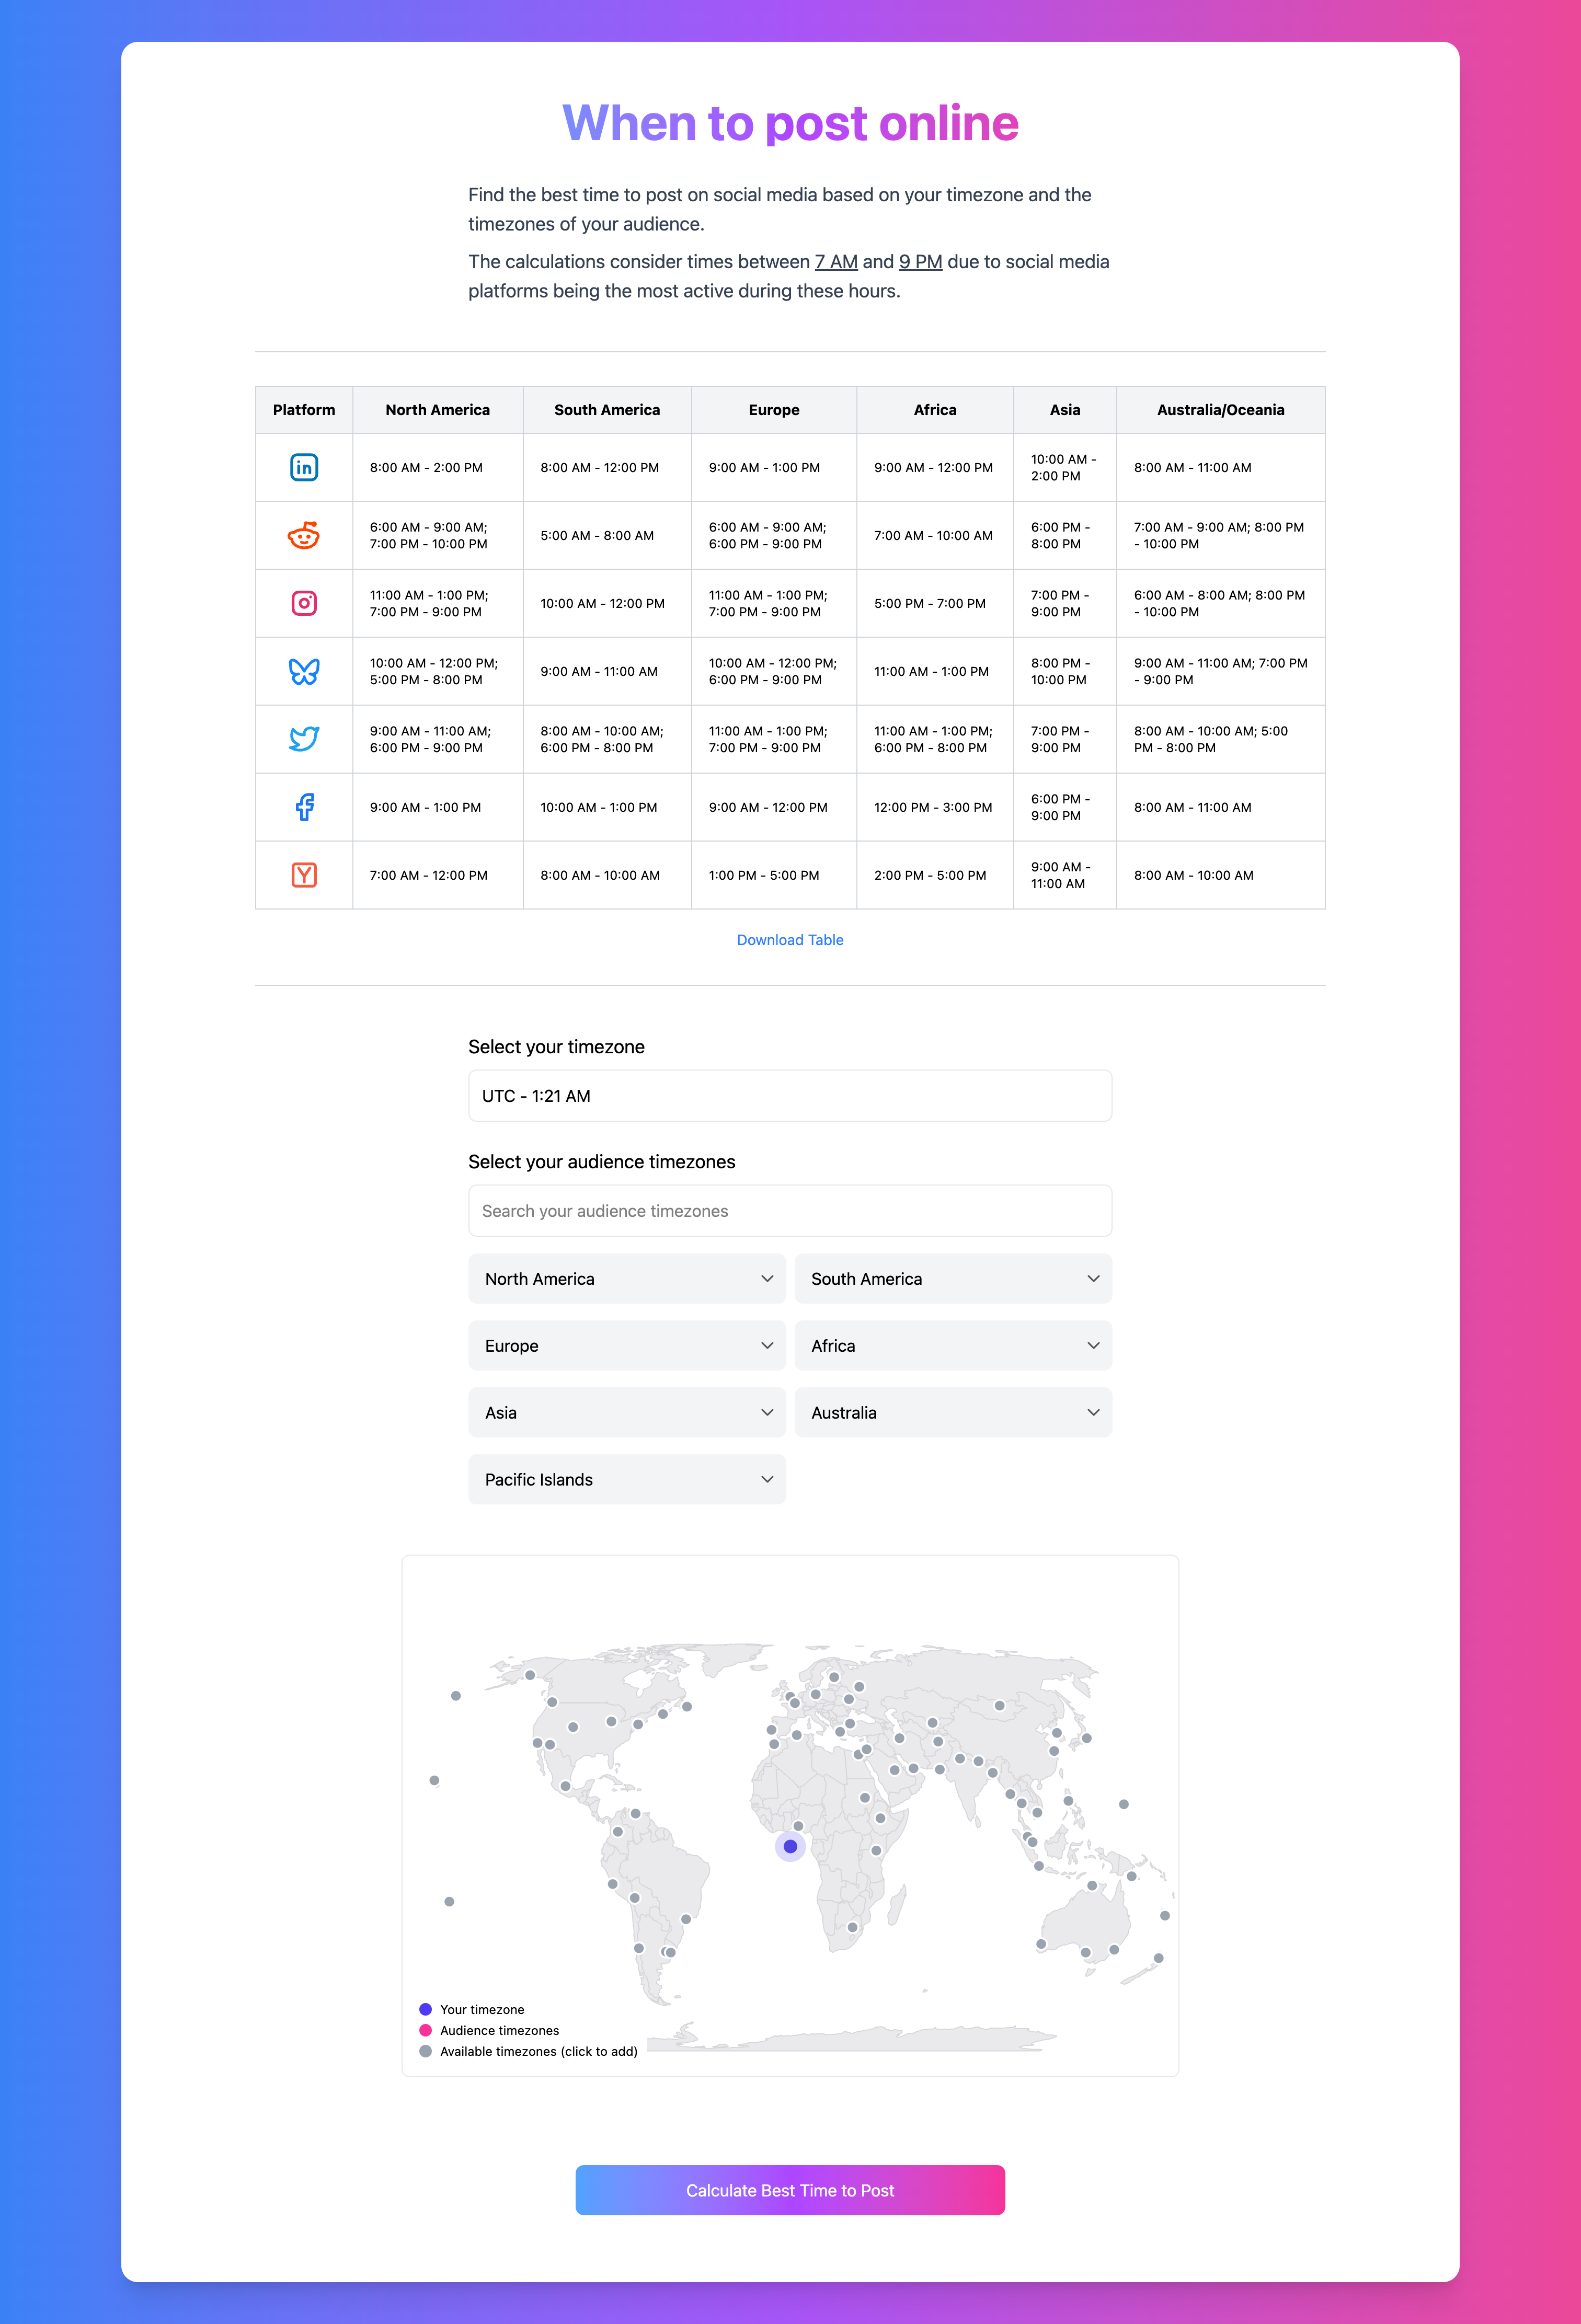 When to post online
Find the best time to post on social media based on your timezone and the
timezones of your audience.
The calculations consider times between 7 AM and 9 PM due to social media
platforms being the most active during these hours.
Platform North America South America Europe Africa Asia Australia/Oceania
in 8:00 AM - 2:00 PM 8:00 AM - 12:00 PM 9:00 AM - 1:00 PM 9:00 AM - 12:00 PM 10:00 AM - 2:00 PM 8:00 AM - 11:00 AM
6:00 AM - 9:00 AM; 7:00 PM - 10:00 PM 5:00 AM - 8:00 AM 6:00 AM - 9:00 AM; 6:00 PM - 9:00 PM 7:00 AM - 10:00 AM 6:00 PM - 8:00 PM 7:00 AM - 9:00 AM; 8:00 PM - 10:00 PM
11:00 AM - 1:00 PM; 7:00 PM - 9:00 PM 10:00 AM - 12:00 PM 11:00 AM - 1:00 PM; 7:00 PM - 9:00 PM 5:00 PM - 7:00 PM 7:00 PM - 9:00 PM 6:00 AM - 8:00 AM; 8:00 PM - 10:00 PM
10:00 AM - 12:00 PM; 5:00 PM - 8:00 PM 9:00 AM - 11:00 AM 10:00 AM - 12:00 PM; 6:00 PM - 9:00 PM 11:00 AM - 1:00 PM 8:00 PM - 10:00 PM 9:00 AM - 11:00 AM; 7:00 PM - 9:00 PM
9:00 AM - 11:00 AM; 6:00 PM - 9:00 PM 8:00 AM - 10:00 AM; 6:00 PM - 8:00 PM 11:00 AM - 1:00 PM; 7:00 PM - 9:00 PM 11:00 AM - 1:00 PM; 6:00 PM - 8:00 PM 7:00 PM - 9:00 PM 8:00 AM - 10:00 AM; 5:00 PM - 8:00 PM
9:00 AM - 1:00 PM 10:00 AM - 1:00 PM 9:00 AM - 12:00 PM 12:00 PM - 3:00 PM 6:00 PM - 9:00 PM 8:00 AM - 11:00 AM
Y 7:00 AM - 12:00 PM 8:00 AM - 10:00 AM 1:00 PM - 5:00 PM 2:00 PM - 5:00 PM 9:00 AM - 11:00 AM 8:00 AM - 10:00 AM
Download Table
Select your timezone
UTC - 1:21 AM
Select your audience timezones
Search your audience timezones
North America South America
Europe Africa
Asia Australia
Pacific Islands
Your timezone
Audience timezones
Available timezones (click to add)
Calculate Best Time to Post